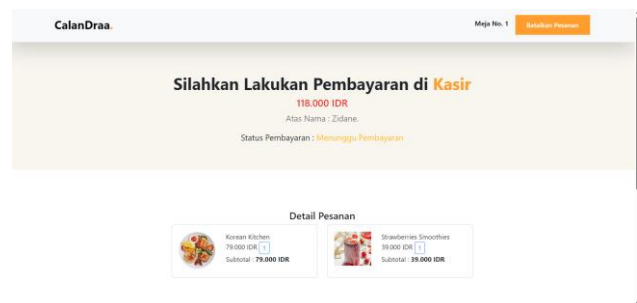 CalanDraa.
Meja No. 1
Batalkan Pesanan
Silahkan Lakukan Pembayaran di Kasir
118.000 IDR
Atas Nama : Zidane.
Status Pembayaran : Menunggu Pembayaran
Detail Pesanan
Korean Kitchen
79.000 IDR 1
Subtotal : 79.000 IDR
Strawberries Smoothies
39.000 IDR 1
Subtotal : 39.000 IDR